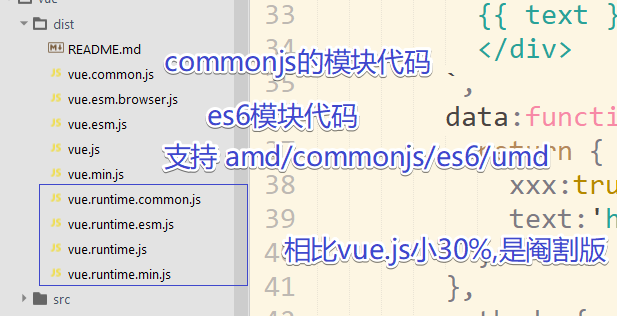 vue
dist
README.md
vue.common.js
vue.esm.browser.js
vue.esm.js
vue.js
vue.min.js
vue.runtime.common.js
vue.runtime.esm.js
vue.runtime.js
vue.runtime.min.js
src
commonjs的模块代码
es6模块代码
支持 amd/commonjs/es6/umd
相比vue.js小30%,是阉割版
33 {{ text }
34 </div>
35 ` ,
data:functi
return {
38 xxx:tru
39 text:'h
40
41 },